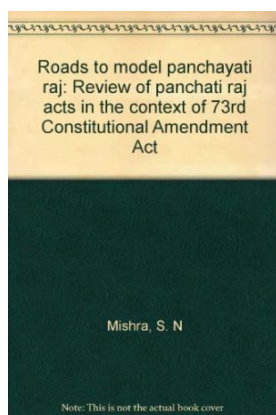 Roads to model panchayati
raj: Review of panchati raj
acts in the context of 73rd
Constitutional Amendment
Act
Mishra, S. N
Note: This is not the actual book cover